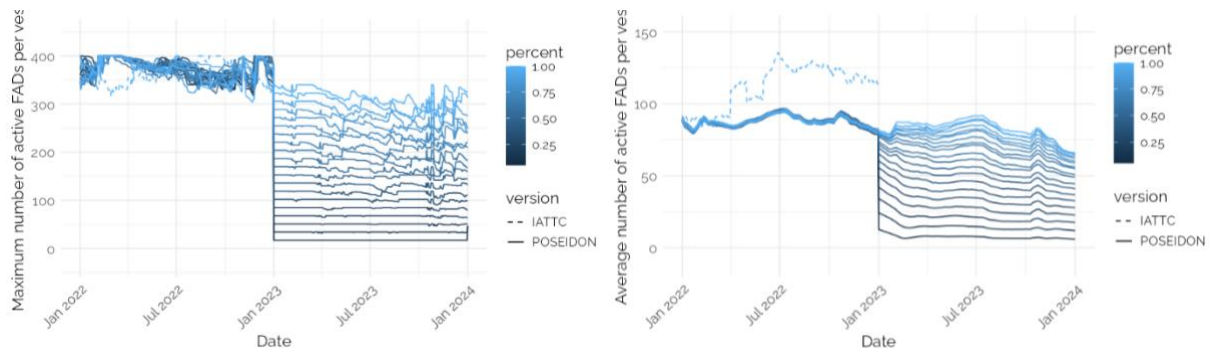 Maximum number of active FADs per ves
400
300
200
100
0
Jan 2022
Jul 2022
Jan 2023
Jul 2023
Jan 2024
Date
percent
1.00
0.75
0.50
0.25
version
IATTC
POSEIDON
Average number of active FADs per ves
150
100
50
0
Jan 2022
Jul 2022
Jan 2023
Jul 2023
Jan 2024
Date
percent
1.00
0.75
0.50
0.25
version
IATTC
POSEIDON